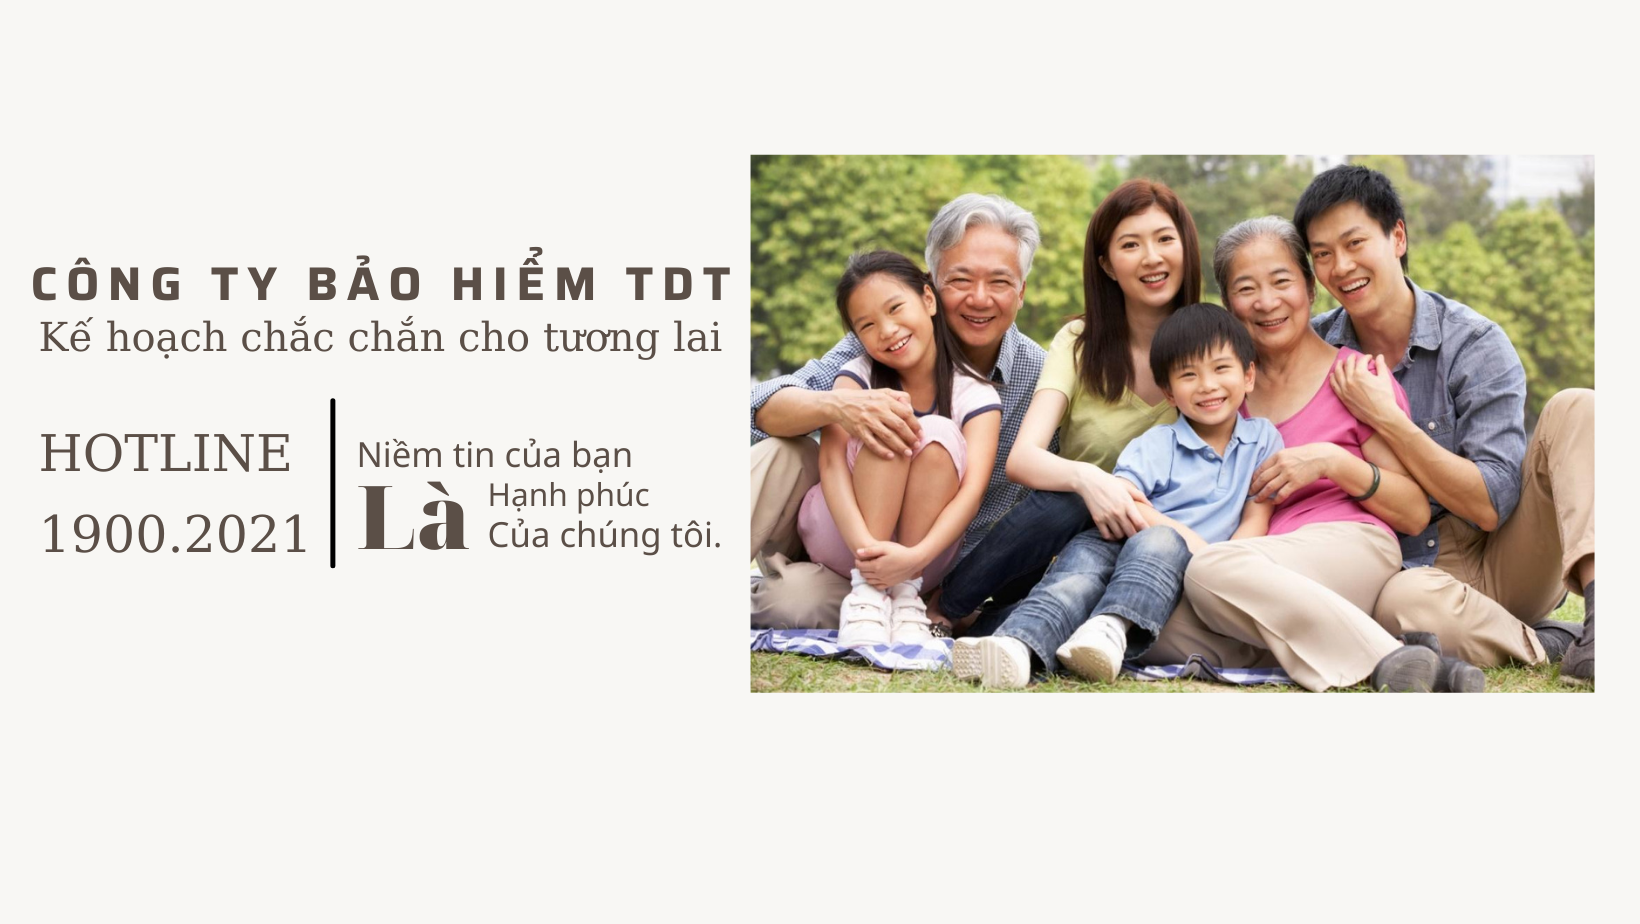 CÔNG TY BẢO HIỂM TDT
Kế hoạch chắc chắn cho tương lai
HOTLINE
1900.2021
Niềm tin của bạn
Là Hạnh phúc
Của chúng tôi.